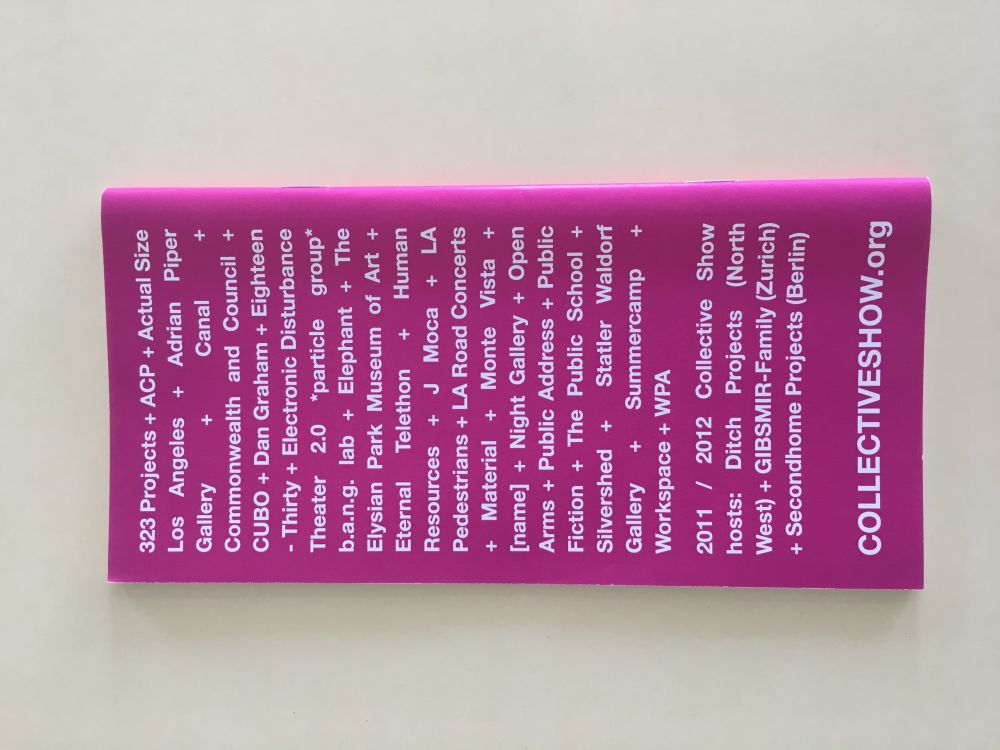 323 Projects + ACP + Actual Size
Los Angeles + Adrian Piper
Gallery + Canal +
Commonwealth and Council +
CUBO + Dan Graham + Eighteen
- Thirty + Electronic Disturbance
Theater 2.0 *particle group*
b.a.n.g. lab + Elephant + The
Elysian Park Museum of Art +
Eternal Telethon + Human
Resources + J Moca + LA
Pedestrians + LA Road Concerts
+ Material + Monte Vista +
[name] + Night Gallery + Open
Arms + Public Address + Public
Fiction + The Public School +
Silvershed + Statler Waldorf
Gallery + Summercamp +
Workspace + WPA
2011 / 2012 Collective Show
hosts: Ditch Projects (North
West) + GIBSMIR-Family (Zurich)
+ Secondhome Projects (Berlin)
COLLECTIVESHOW.org